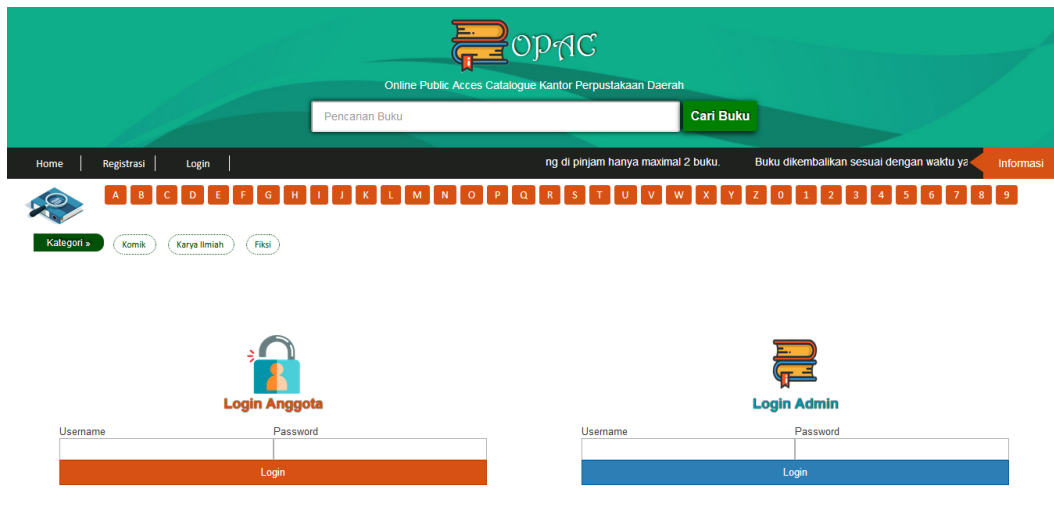 OPAC
Online Public Acces Catalogue Kantor Perpustakaan Daerah
Pencarian Buku Cari Buku
Home Registrasi Login ng di pinjam hanya maximal 2 buku. Buku dikembalikan sesuai dengan waktu ya Informasi
A B C D E F G H I J K L M N O P Q R S T U V W X Y Z 0 1 2 3 4 5 6 7 8 9
Kategori » Komik Karya Ilmiah Fiksi
Login Anggota Login Admin
Username Password Username Password
Login Login